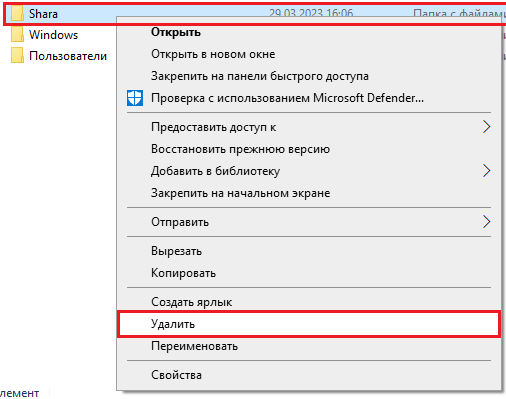 Shara 29.03.2023 16:06 Папка с файлами
Windows
Пользователи
Открыть
Открыть в новом окне
Закрепить на панели быстрого доступа
Проверка с использованием Microsoft Defender...
Предоставить доступ к
Восстановить прежнюю версию
Добавить в библиотеку
Закрепить на начальном экране
Отправить
Вырезать
Копировать
Создать ярлык
Удалить
Переименовать
Свойства
лемент